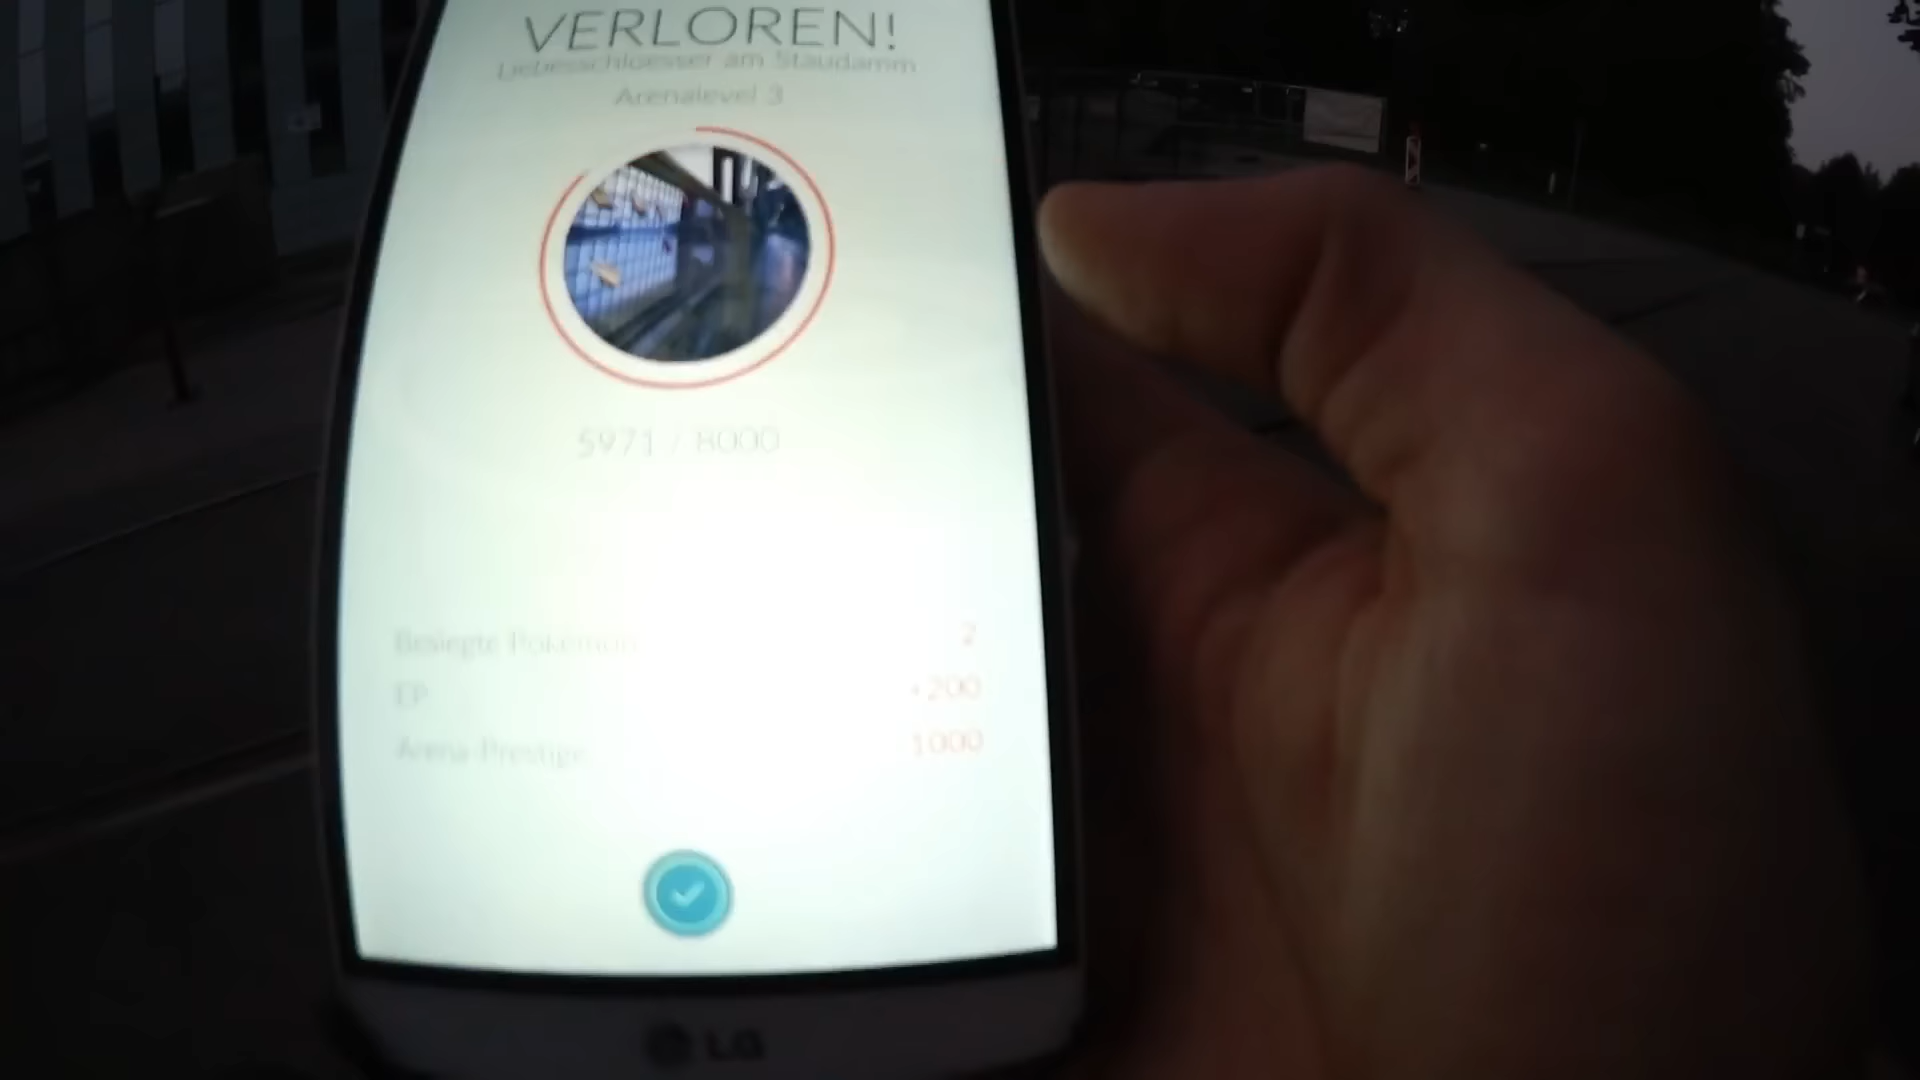 VERLOREN!
Liebesschloesser am Staudamm
Arenalevel 3
5971 / 8000
Besiegte Pokémon 2
EP +200
Arena-Prestige 1000
LG